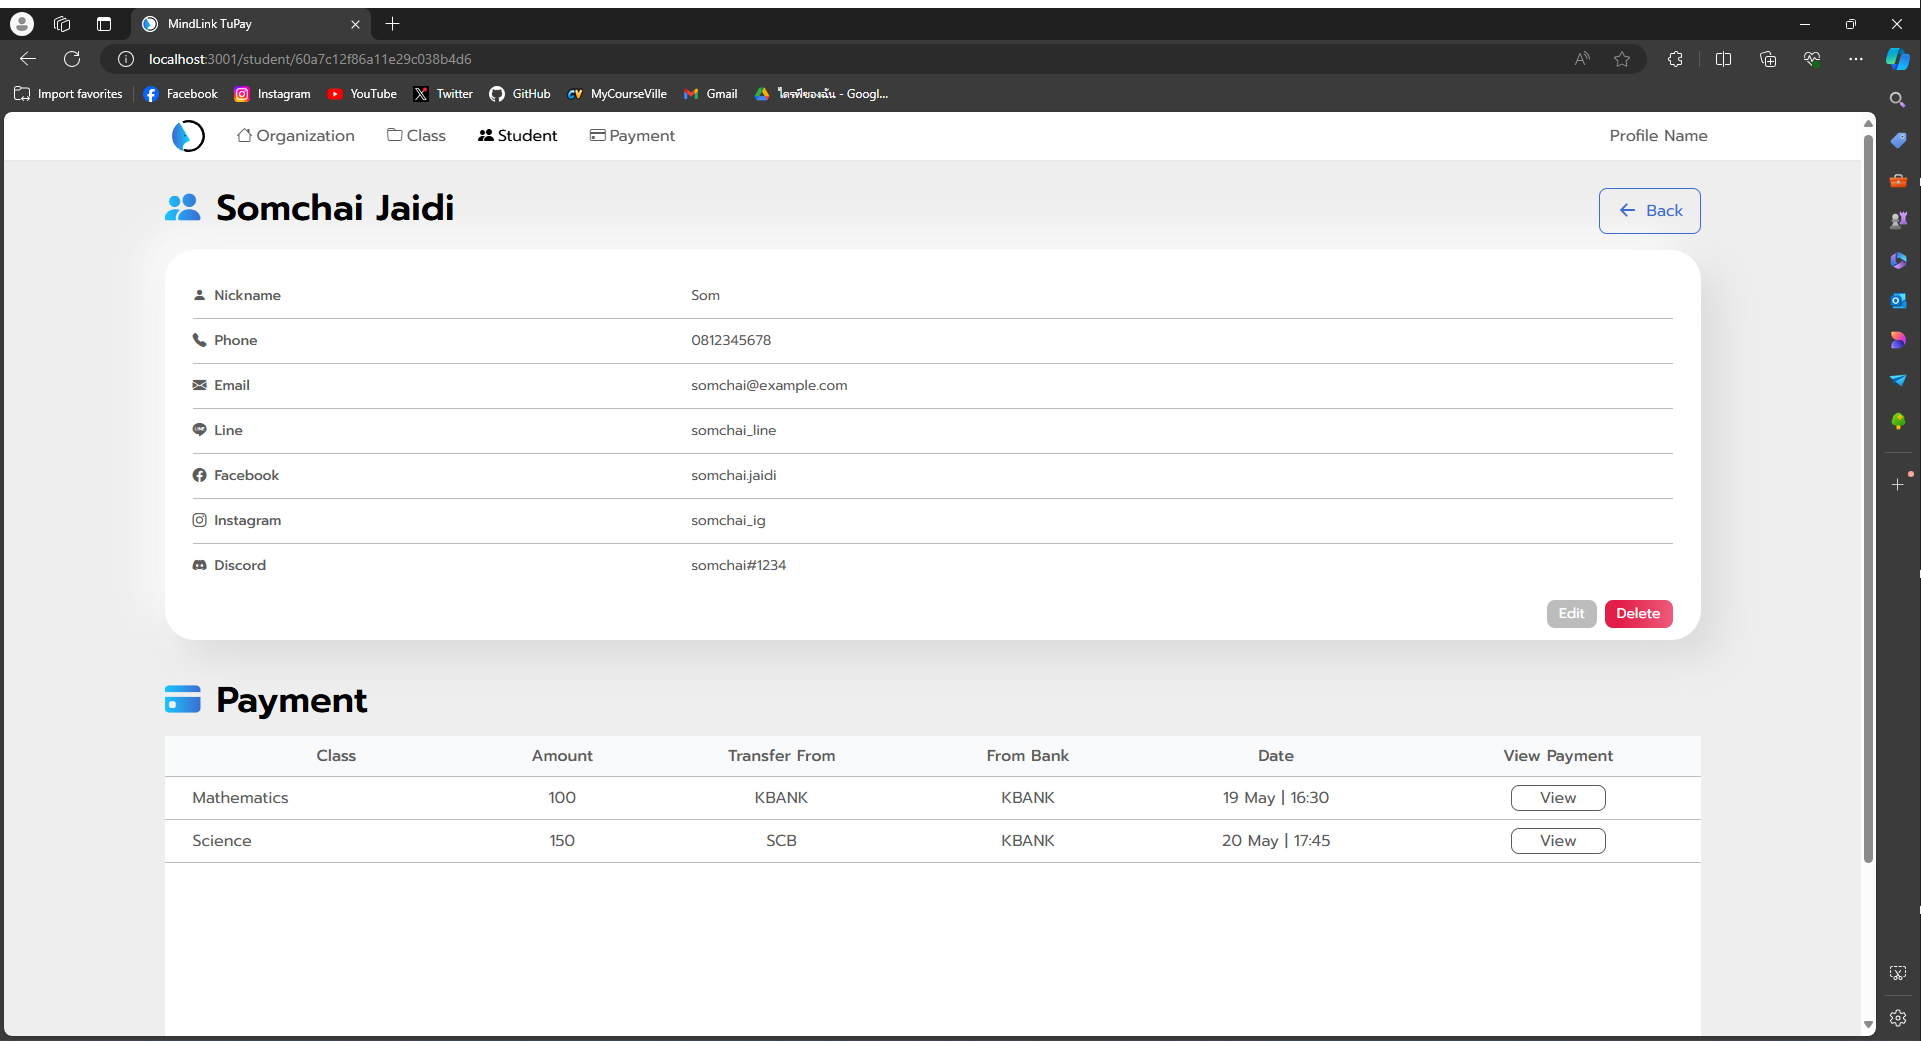 MindLink TuPay
localhost:3001/student/60a7c12f86a11e29c038b4d6
Import favorites Facebook Instagram YouTube Twitter GitHub MyCourseVille Gmail ไดรฟ์ของฉัน - Googl...
Organization Class Student Payment Profile Name
Somchai Jaidi Back
Nickname Som
Phone 0812345678
Email somchai@example.com
Line somchai_line
Facebook somchai.jaidi
Instagram somchai_ig
Discord somchai#1234
Edit Delete
Payment
Class Amount Transfer From From Bank Date View Payment
Mathematics 100 KBANK KBANK 19 May | 16:30 View
Science 150 SCB KBANK 20 May | 17:45 View